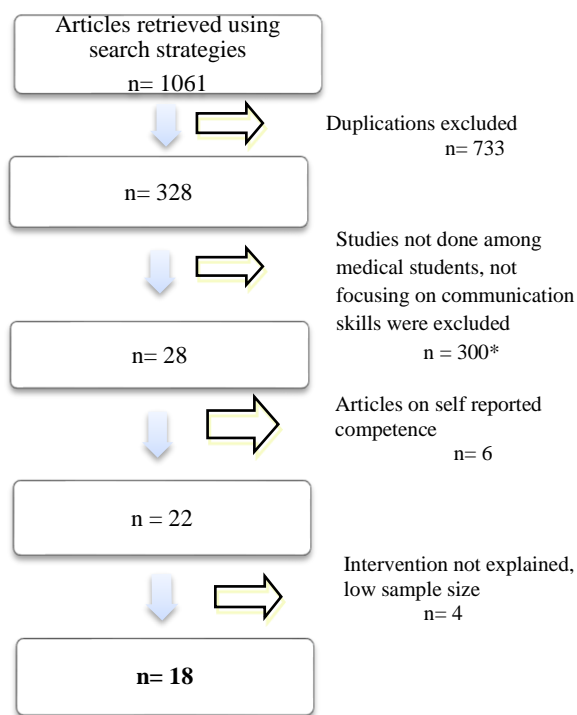 Articles retrieved using
search strategies
n= 1061
Duplications excluded
n= 733
n= 328
Studies not done among
medical students, not
focusing on communication
skills were excluded
n = 300*
n= 28
Articles on self reported
competence
n= 6
n = 22
Intervention not explained,
low sample size
n= 4
n= 18